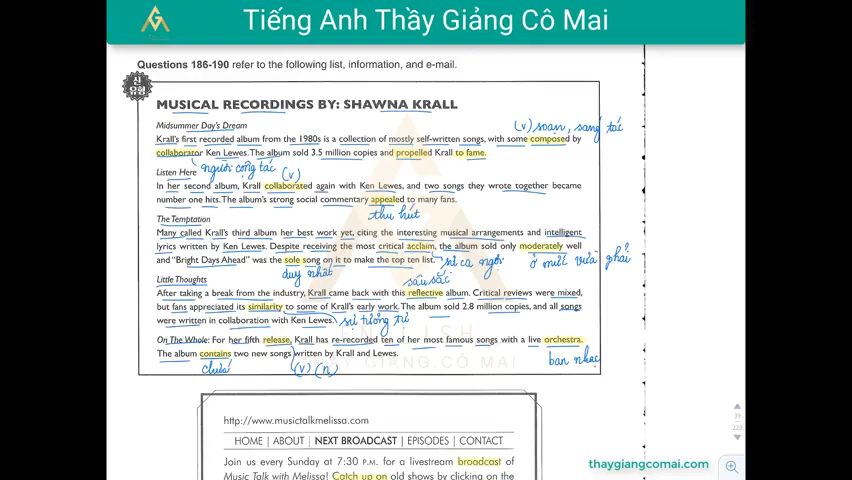 Tiếng Anh Thầy Giảng Cô Mai
Questions 186-190 refer to the following list, information, and e-mail.
MUSICAL RECORDINGS BY: SHAWNA KRALL
Midsummer Day's Dream
(v) soạn, sáng tác
Krall's first recorded album from the 1980s is a collection of mostly self-written songs, with some composed by
collaborator Ken Lewes. The album sold 3.5 million copies and propelled Krall to fame.
Listen Here
người cộng tác (v)
In her second album, Krall collaborated again with Ken Lewes, and two songs they wrote together became
number one hits. The album's strong social commentary appealed to many fans.
thu hút
The Temptation
Many called Krall's third album her best work yet, citing the interesting musical arrangements and intelligent
lyrics written by Ken Lewes. Despite receiving the most critical acclaim, the album sold only moderately well
and "Bright Days Ahead" was the sole song on it to make the top ten list.
sự ca ngợi
ở mức vừa phải
duy nhất
Little Thoughts
sâu sắc
After taking a break from the industry, Krall came back with this reflective album. Critical reviews were mixed,
but fans appreciated its similarity to some of Krall's early work. The album sold 2.8 million copies, and all songs
were written in collaboration with Ken Lewes.
sự tương tự
ENGLISH
THẦY GIẢNG.CÔ MAI
On The Whole: For her fifth release, Krall has re-recorded ten of her most famous songs with a live orchestra.
The album contains two new songs written by Krall and Lewes.
ban nhạc
chứa
(v) (n)
http://www.musictalkmelissa.com
HOME | ABOUT | NEXT BROADCAST | EPISODES | CONTACT
Join us every Sunday at 7:30 P.M. for a livestream broadcast of
Music Talk with Melissa! Catch up on old shows by clicking on the
thaygiangcomai.com